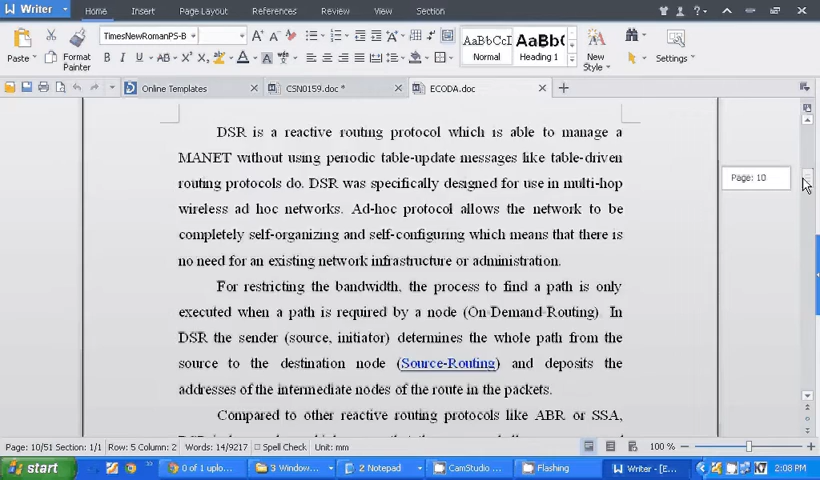 Writer
Home
Insert
Page Layout
References
Review
View
Section
Paste
Format Painter
TimesNewRomanPS-B
B I U AB
AaBbCcD
Normal
AaBb(
Heading 1
New Style
Settings
Online Templates
CSN0159.doc *
ECODA.doc
DSR is a reactive routing protocol which is able to manage a
MANET without using periodic table-update messages like table-driven
routing protocols do. DSR was specifically designed for use in multi-hop
wireless ad hoc networks. Ad-hoc protocol allows the network to be
completely self-organizing and self-configuring which means that there is
no need for an existing network infrastructure or administration.
For restricting the bandwidth, the process to find a path is only
executed when a path is required by a node (On-Demand-Routing). In
DSR the sender (source, initiator) determines the whole path from the
source to the destination node (Source-Routing) and deposits the
addresses of the intermediate nodes of the route in the packets.
Compared to other reactive routing protocols like ABR or SSA,
Page: 10
Page: 10/51 Section: 1/1 Row: 5 Column: 2 Words: 14/9217 Spell Check Unit: mm
100 %
start
0 of 1 uplo...
3 Window...
2 Notepad
CamStudio ...
Flashing
Writer - [E...
2:08 PM